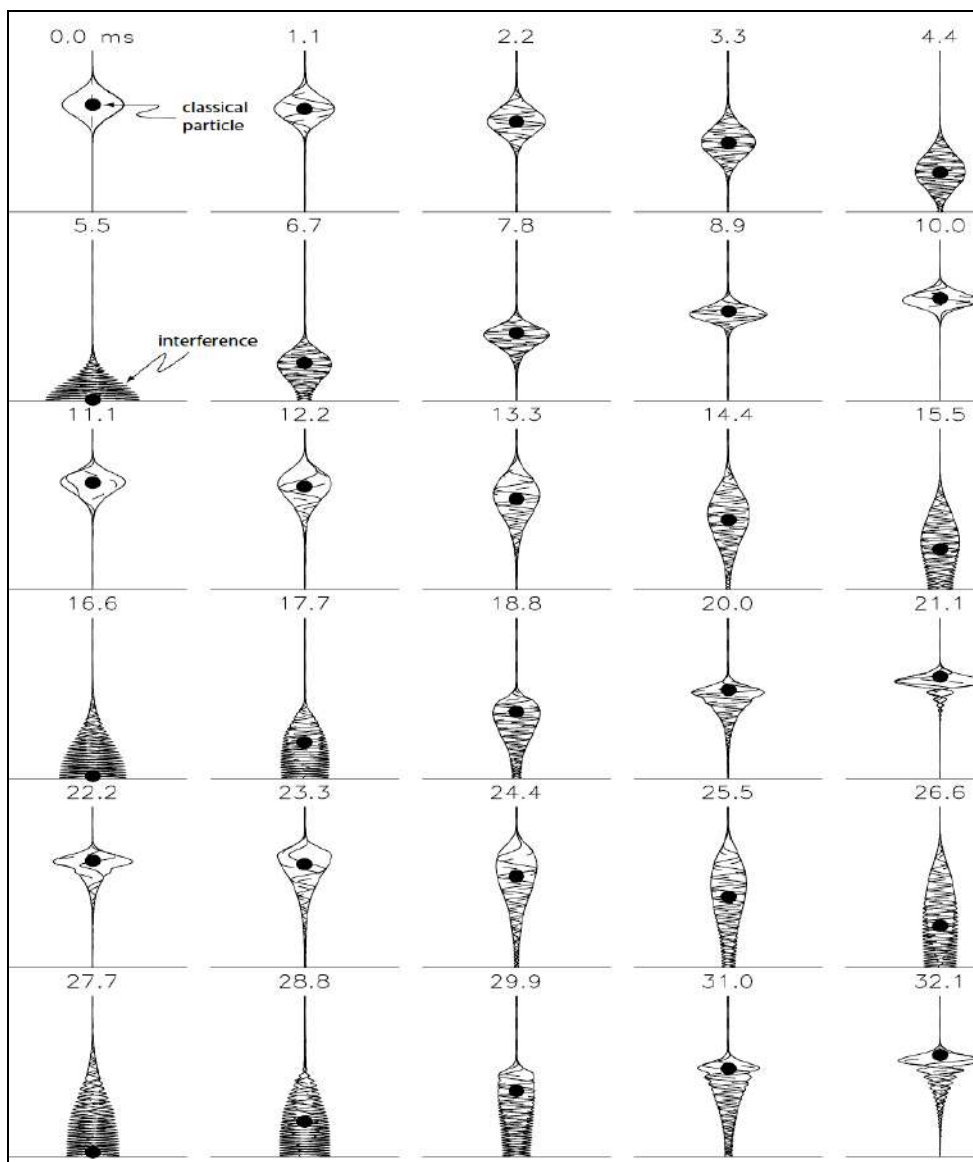 0.0 ms 1.1 2.2 3.3 4.4
classical
particle
5.5 6.7 7.8 8.9 10.0
interference
11.1 12.2 13.3 14.4 15.5
16.6 17.7 18.8 20.0 21.1
22.2 23.3 24.4 25.5 26.6
27.7 28.8 29.9 31.0 32.1